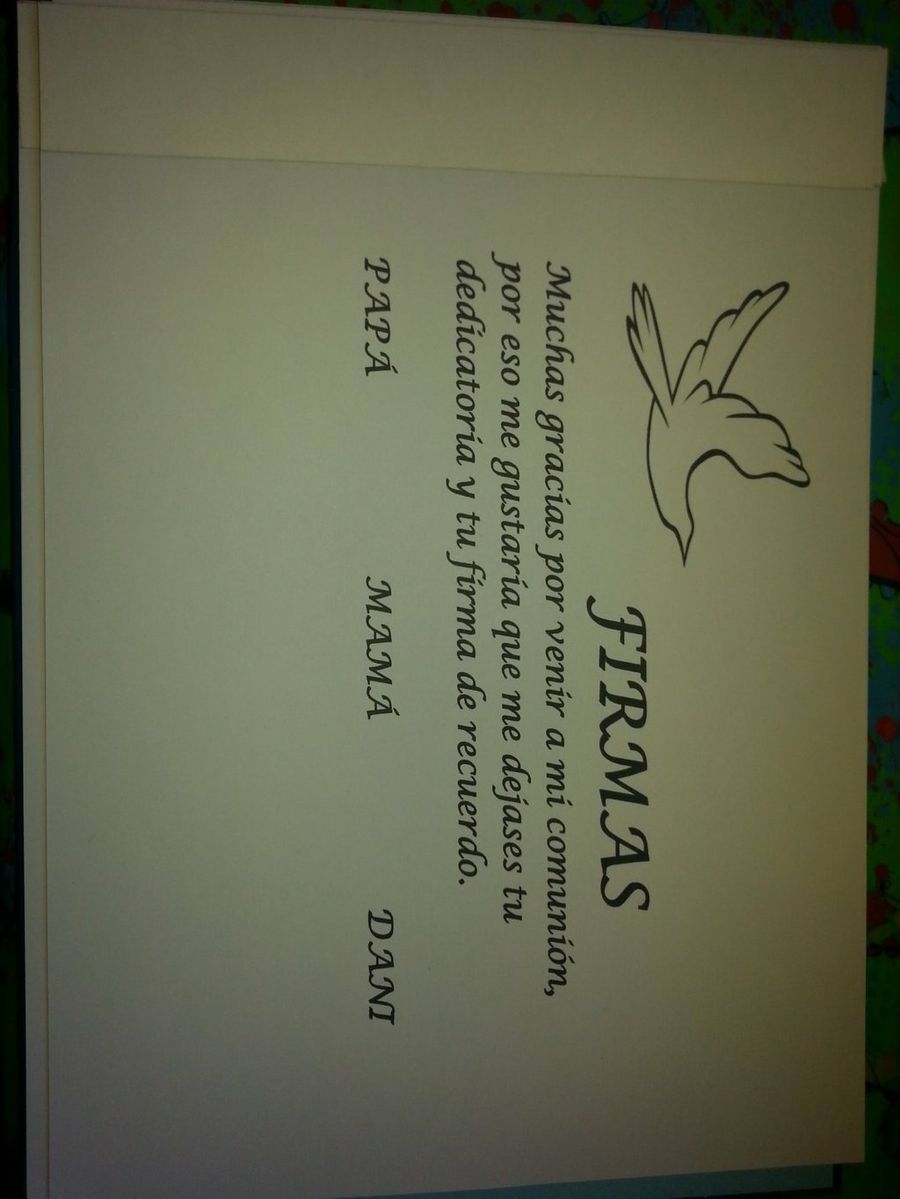 FIRMAS
Muchas gracias por venir a mi comunión,
por eso me gustaría que me dejases tu
dedicatoria y tu firma de recuerdo.
PAPÁ MAMÁ DANI